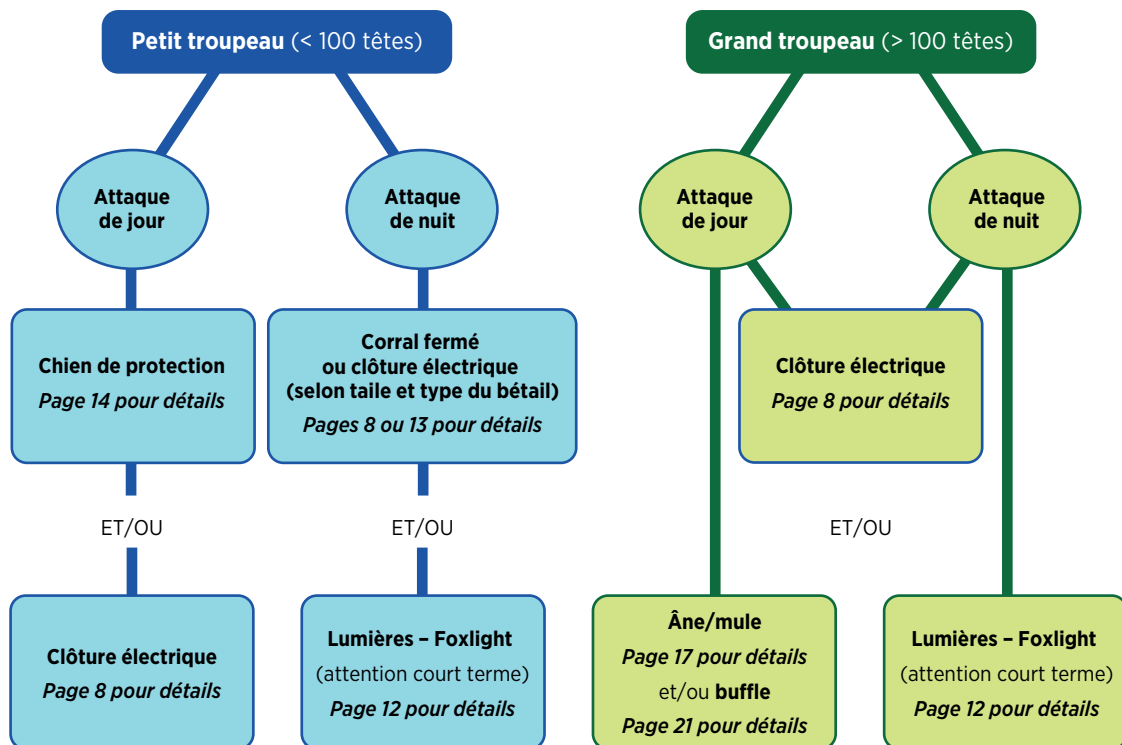 Petit troupeau (< 100 têtes)
Attaque
de jour
Attaque
de nuit
Chien de protection
Page 14 pour détails
Corral fermé
ou clôture électrique
(selon taile et type du bétail)
Pages 8 ou 13 pour détails
ET/OU
ET/OU
Clôture électrique
Page 8 pour détails
Lumières – Foxlight
(attention court terme)
Page 12 pour détails
Grand troupeau (> 100 têtes)
Attaque
de jour
Attaque
de nuit
Clôture électrique
Page 8 pour détails
ET/OU
Âne/mule
Page 17 pour détails
et/ou buffle
Page 21 pour détails
Lumières – Foxlight
(attention court terme)
Page 12 pour détails